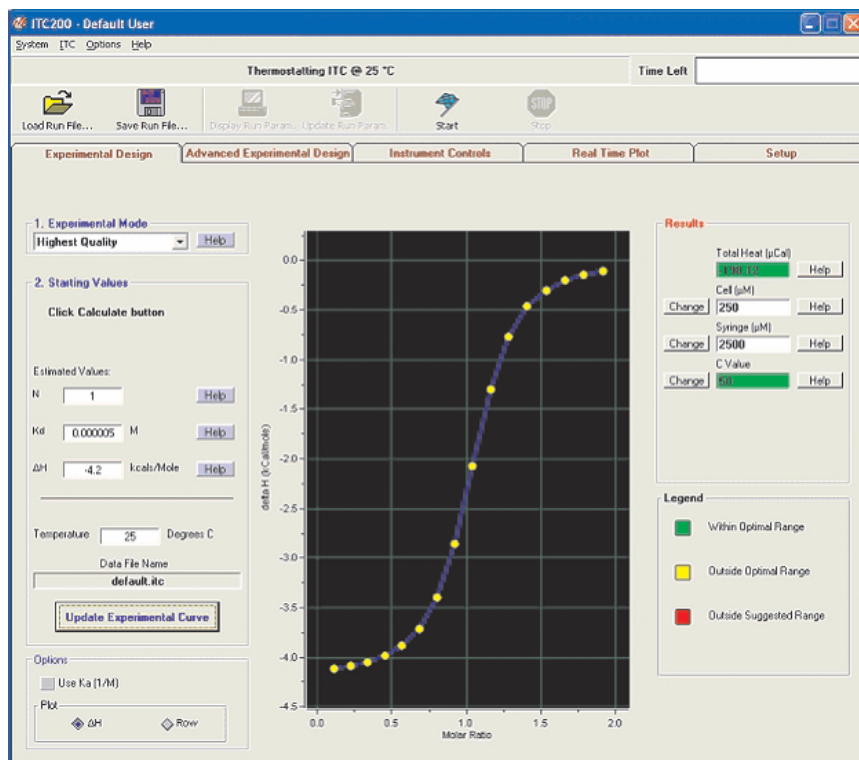 ITC200 - Default User
System ITC Options Help
Thermostatting ITC @ 25 °C
Time Left
Load Run File...
Save Run File...
Display Run Param...
Update Run Param.
Start
STOP
Stop
Experimental Design
Advanced Experimental Design
Instrument Controls
Real Time Plot
Setup
1. Experimental Mode
Highest Quality
Help
2. Starting Values
Click Calculate button
Estimated Values:
N 1 Help
Kd 0.000005 M Help
ΔH -4.2 kcals/Mole Help
Temperature 25 Degrees C
Data File Name
default.itc
Update Experimental Curve
Options
Use Ka (1/M)
Plot
ΔH Row
delta H (kCal/mole)
0.0
-0.5
-1.0
-1.5
-2.0
-2.5
-3.0
-3.5
-4.0
-4.5
0.0 0.5 1.0 1.5 2.0
Molar Ratio
Results
Total Heat (µCal)
Help
Cell (µM)
Change 250 Help
Syringe (µM)
Change 2500 Help
C Value
Change 50 Help
Legend
Within Optimal Range
Outside Optimal Range
Outside Suggested Range